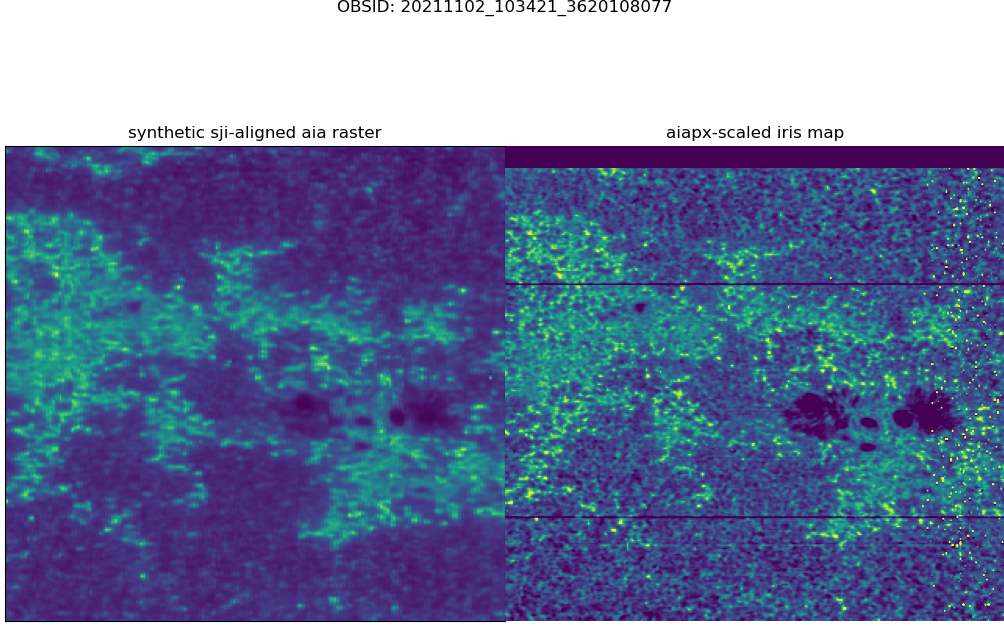 OBSID: 20211102_103421_3620108077
synthetic sji-aligned aia raster
aiapx-scaled iris map